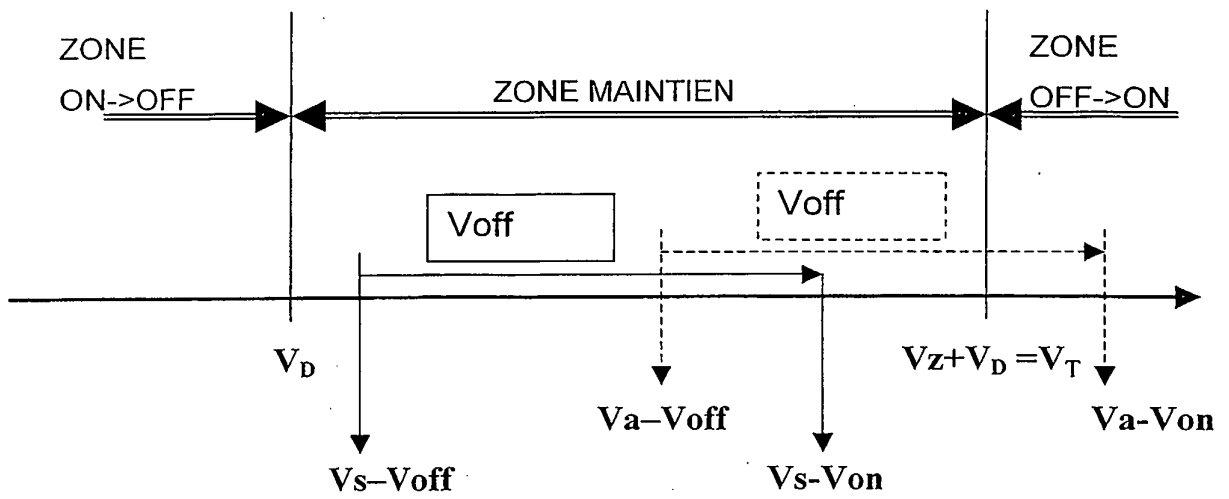 ZONE
ON->OFF
ZONE MAINTIEN
ZONE
OFF->ON
Voff
Voff
V_D
Vz+V_D =V_T
Va–Voff
Va-Von
Vs–Voff
Vs-Von